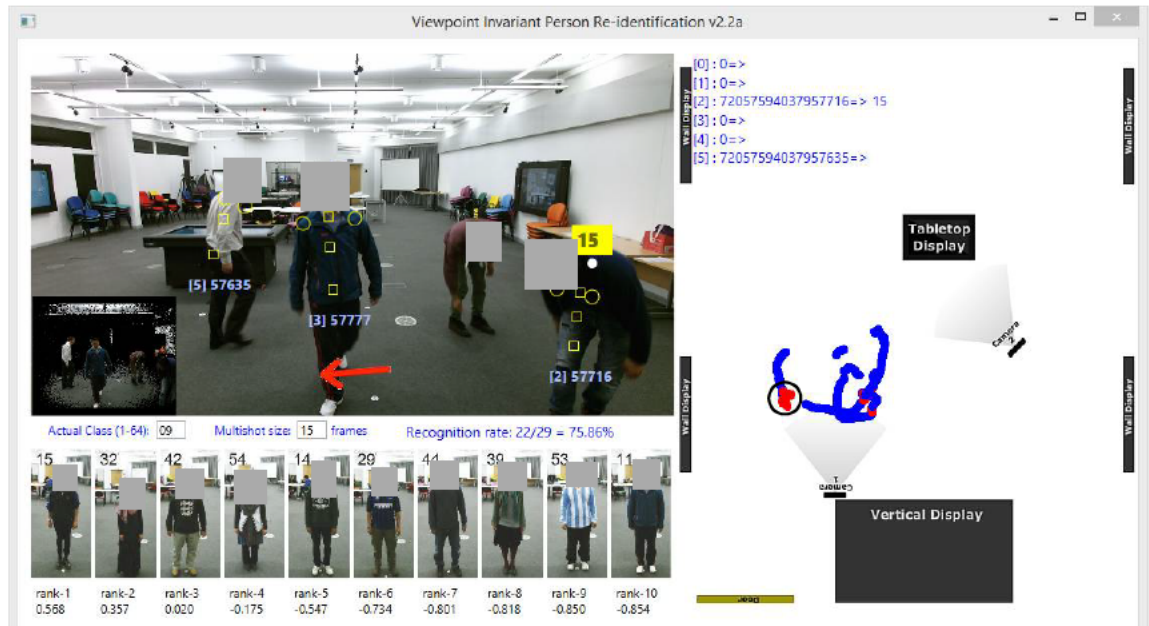 Viewpoint Invariant Person Re-identification v2.2a
[0] : 0=>
[1] : 0=>
[2] : 72057594037957716=> 15
[3] : 0=>
[4] : 0=>
[5] : 72057594037957635=>
Wall Display
Wall Display
Tabletop
Display
15
[5] 57635
[3] 57777
[2] 57716
Camera
2
Wall Display
Wall Display
Camera
1
Vertical Display
Door
Actual Class (1-64): 09 Multishot size: 15 frames Recognition rate: 22/29 = 75.86%
15 32 42 54 14 29 44 39 53 11
rank-1 rank-2 rank-3 rank-4 rank-5 rank-6 rank-7 rank-8 rank-9 rank-10
0.568 0.357 0.020 -0.175 -0.547 -0.734 -0.801 -0.818 -0.850 -0.854